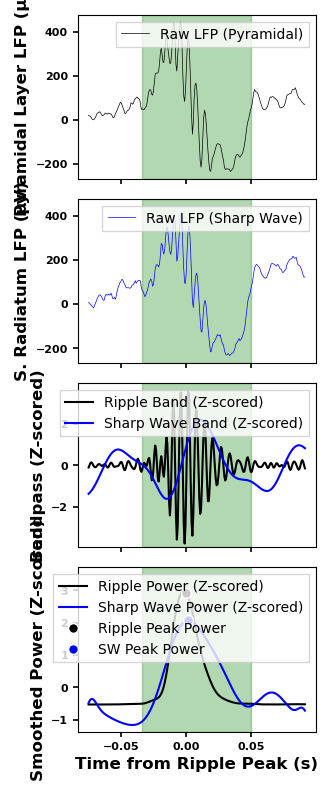 Pyramidal Layer LFP
400
200
0
−200
Raw LFP (Pyramidal)
S. Radiatum LFP
400
200
0
−200
Raw LFP (Sharp Wave)
Bandpass (Z-scored)
0
−2
Ripple Band (Z-scored)
Sharp Wave Band (Z-scored)
Smoothed Power
3
2
1
0
−1
Ripple Power (Z-scored)
Sharp Wave Power (Z-scored)
Ripple Peak Power
SW Peak Power
−0.05
0.00
0.05
Time from Ripple Peak (s)